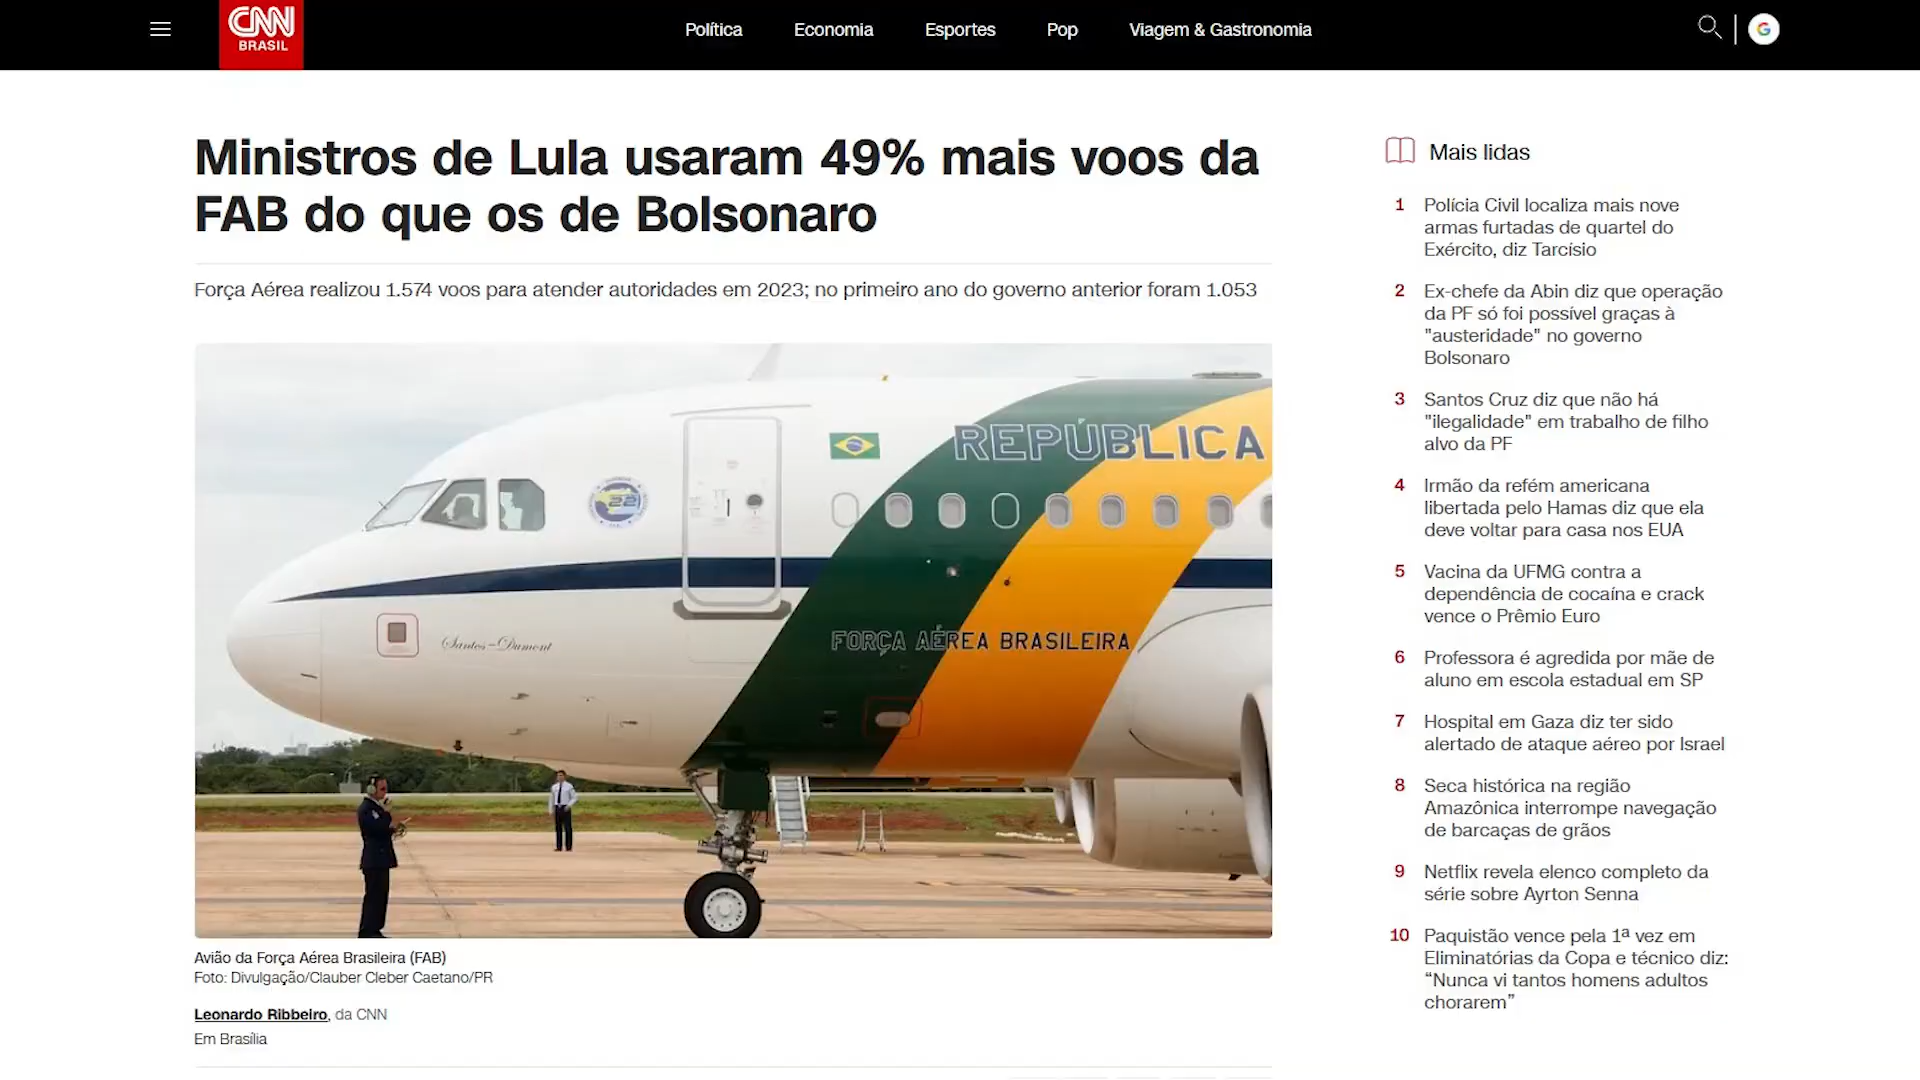 CNN
BRASIL
Política
Economia
Esportes
Pop
Viagem & Gastronomia
Ministros de Lula usaram 49% mais voos da
FAB do que os de Bolsonaro
Força Aérea realizou 1.574 voos para atender autoridades em 2023; no primeiro ano do governo anterior foram 1.053
REPÚBLICA
22
Santos-Dumont
FORÇA AÉREA BRASILEIRA
Avião da Força Aérea Brasileira (FAB)
Foto: Divulgação/Clauber Cleber Caetano/PR
Leonardo Ribbeiro, da CNN
Em Brasília
Mais lidas
1 Polícia Civil localiza mais nove
armas furtadas de quartel do
Exército, diz Tarcísio
2 Ex-chefe da Abin diz que operação
da PF só foi possível graças à
"austeridade" no governo
Bolsonaro
3 Santos Cruz diz que não há
"ilegalidade" em trabalho de filho
alvo da PF
4 Irmão da refém americana
libertada pelo Hamas diz que ela
deve voltar para casa nos EUA
5 Vacina da UFMG contra a
dependência de cocaína e crack
vence o Prêmio Euro
6 Professora é agredida por mãe de
aluno em escola estadual em SP
7 Hospital em Gaza diz ter sido
alertado de ataque aéreo por Israel
8 Seca histórica na região
Amazônica interrompe navegação
de barcaças de grãos
9 Netflix revela elenco completo da
série sobre Ayrton Senna
10 Paquistão vence pela 1ª vez em
Eliminatórias da Copa e técnico diz:
“Nunca vi tantos homens adultos
chorarem”